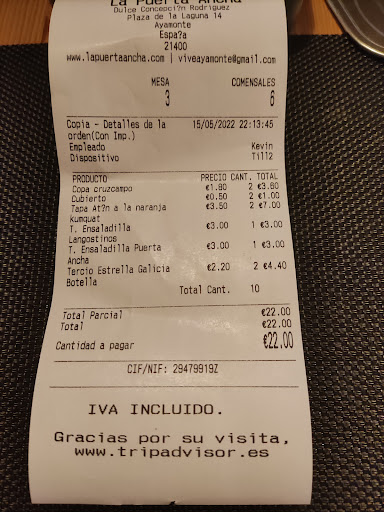 La Puerta Ancha
Dulce Concepci?n Rodriguez
Plaza de la Laguna 14
Ayamonte
Espa?a
21400
www.lapuertaancha.com | viveayamonte@gmail.com
MESA COMENSALES
3 6
Copia - Detalles de la 15/05/2022 22:13:45
orden(Con Imp.)
Empleado Kevin
Dispositivo Till2
PRODUCTO PRECIO CANT. TOTAL
Copa cruzcampo €1.80 2 €3.60
Cubierto €0.50 2 €1.00
Tapa At?n a la naranja €3.50 2 €7.00
kumquat
T. Ensaladilla €3.00 1 €3.00
Langostinos
T. Ensaladilla Puerta €3.00 1 €3.00
Ancha
Tercio Estrella Galicia €2.20 2 €4.40
Botella
Total Cant. 10
Total Parcial €22.00
Total €22.00
Cantidad a pagar €22.00
CIF/NIF: 29479919Z
IVA INCLUIDO.
Gracias por su visita,
www.tripadvisor.es